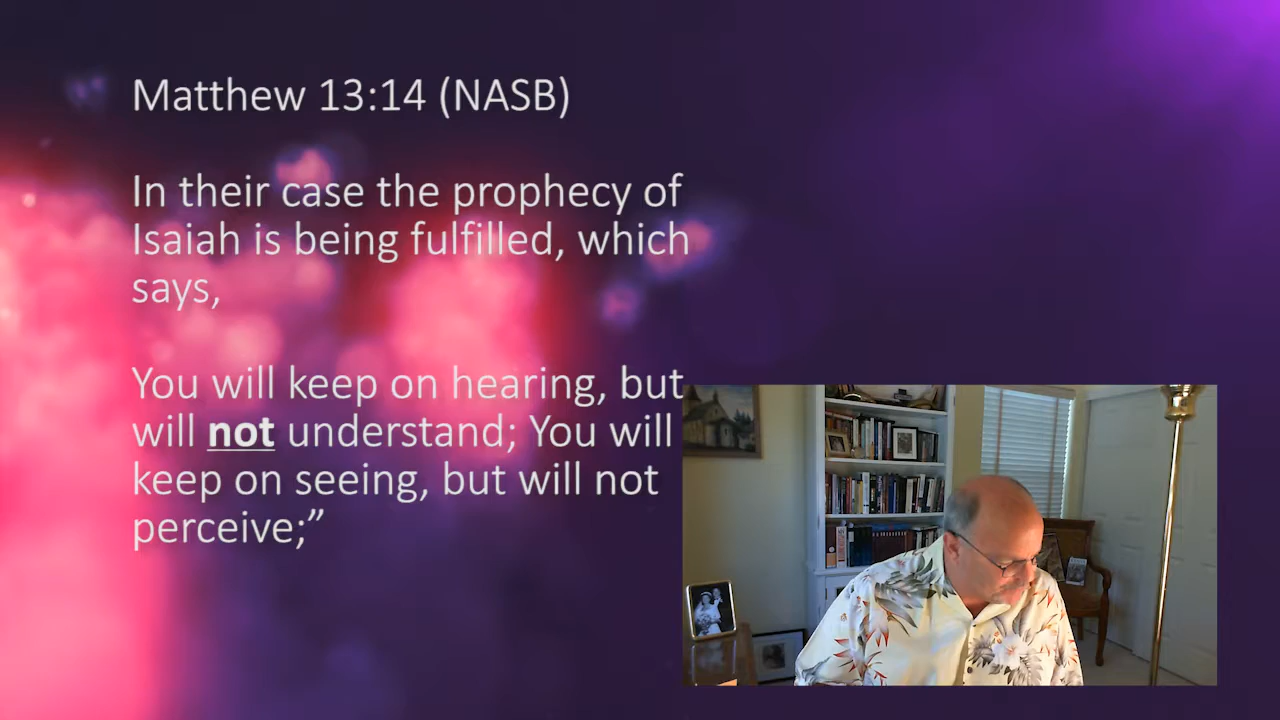 Matthew 13:14 (NASB)
In their case the prophecy of
Isaiah is being fulfilled, which
says,
You will keep on hearing, but
will not understand; You will
keep on seeing, but will not
perceive;”